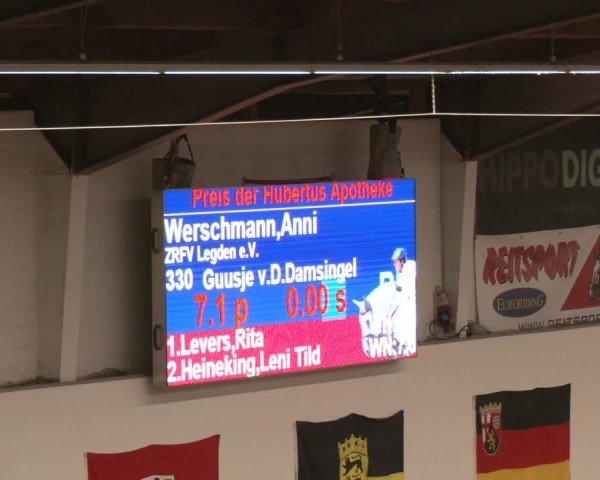 Preis der Hubertus Apotheke
Werschmann,Anni
ZRFV Legden e.V.
330 Guusje v.D.Damsingel
7.1 p 0.00 s
1.Levers,Rita
2.Heineking,Leni Tild
HIPPODIG
REITSPORT
EURORIDING